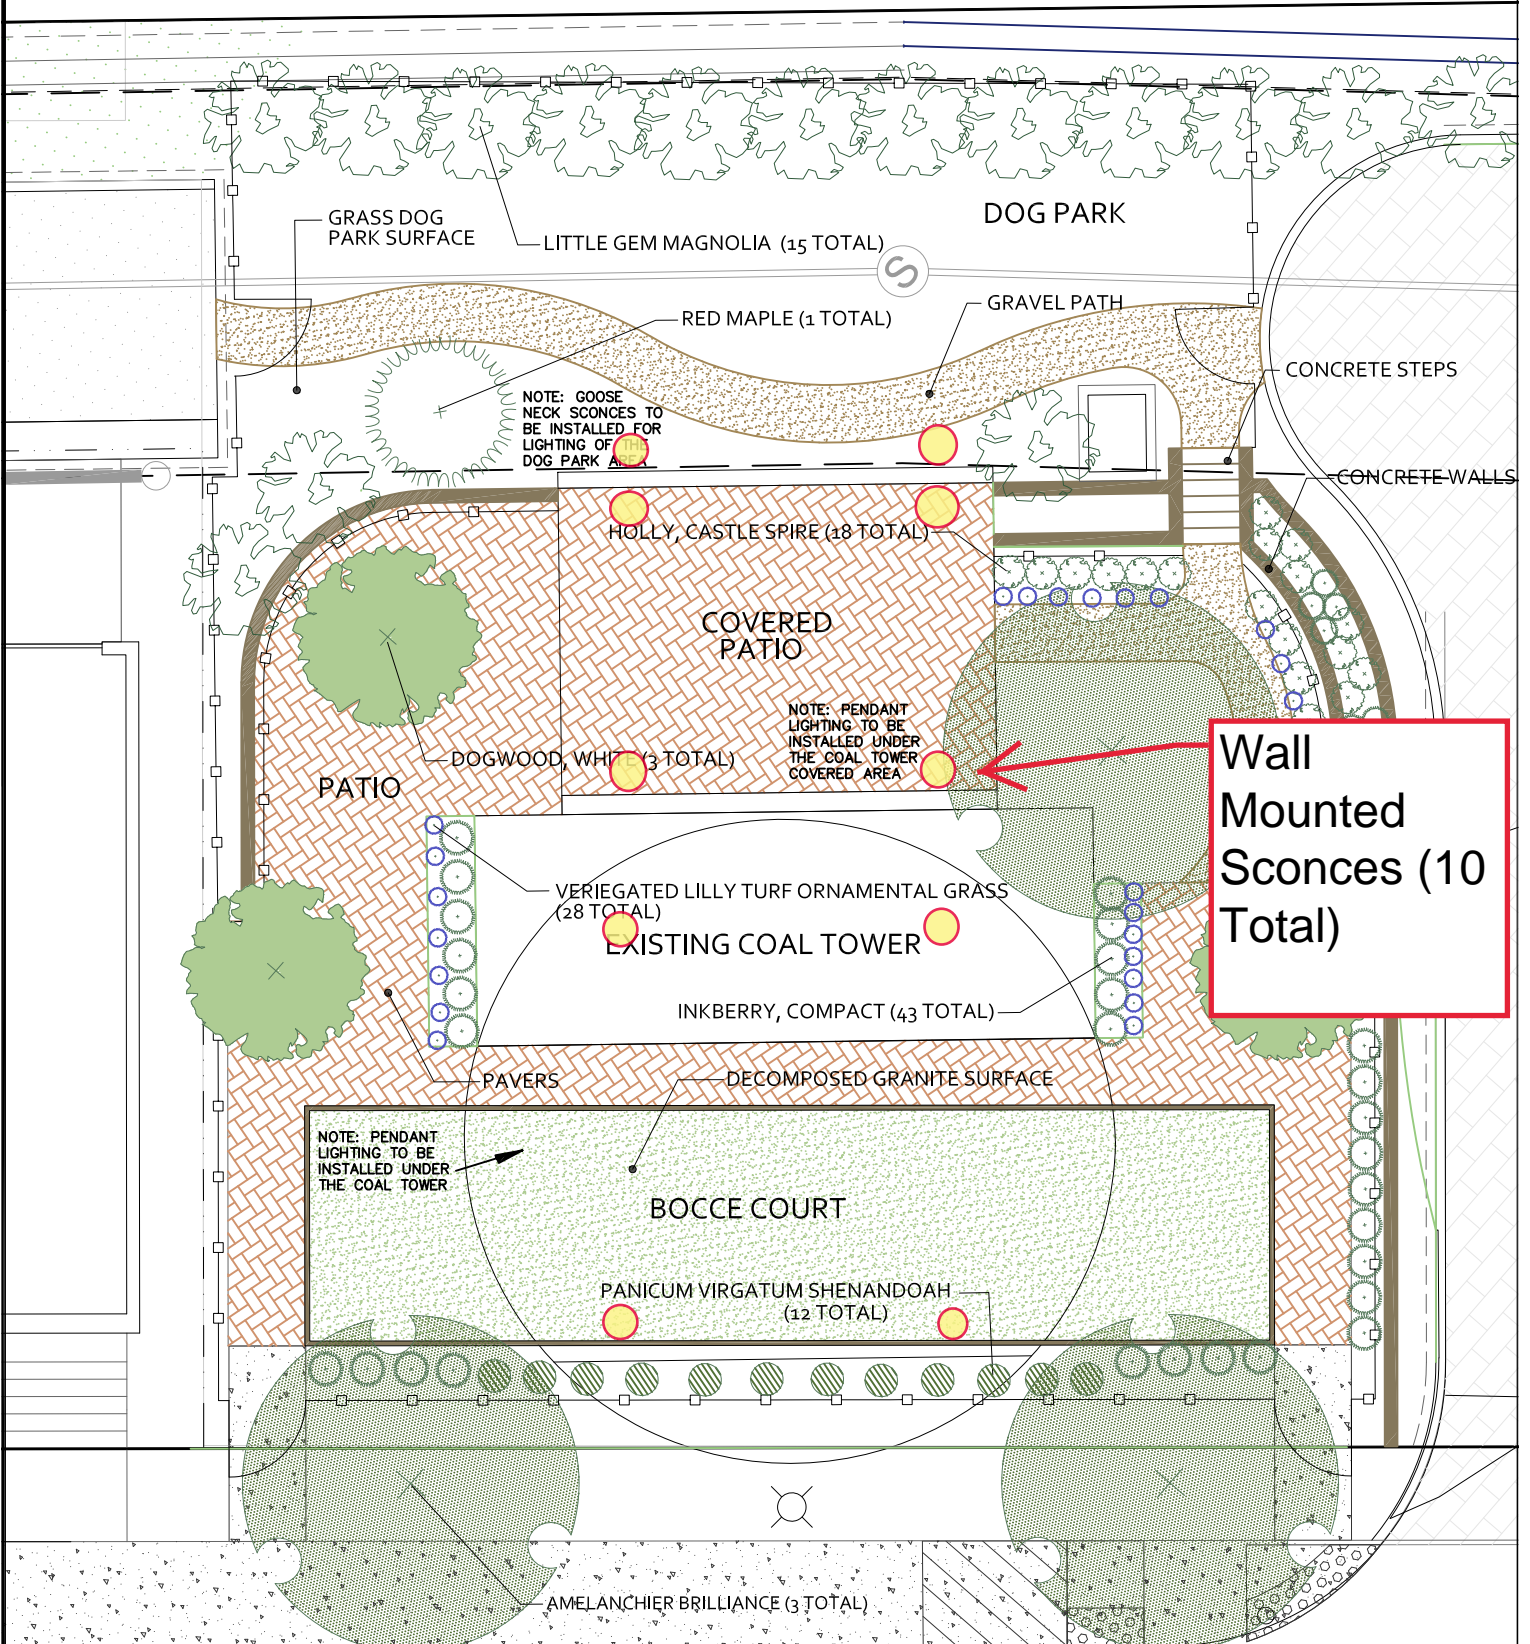 DOG PARK
GRASS DOG
PARK SURFACE
LITTLE GEM MAGNOLIA (15 TOTAL)
S
GRAVEL PATH
RED MAPLE (1 TOTAL)
CONCRETE STEPS
NOTE: GOOSE
NECK SCONCES TO
BE INSTALLED FOR
LIGHTING OF THE
DOG PARK AREA
CONCRETE WALLS
HOLLY, CASTLE SPIRE (18 TOTAL)
COVERED
PATIO
NOTE: PENDANT
LIGHTING TO BE
INSTALLED UNDER
THE COAL TOWER
COVERED AREA
DOGWOOD, WHITE (3 TOTAL)
PATIO
Wall
Mounted
Sconces (10
Total)
VERIEGATED LILLY TURF ORNAMENTAL GRASS
(28 TOTAL)
EXISTING COAL TOWER
INKBERRY, COMPACT (43 TOTAL)
PAVERS
DECOMPOSED GRANITE SURFACE
NOTE: PENDANT
LIGHTING TO BE
INSTALLED UNDER
THE COAL TOWER
BOCCE COURT
PANICUM VIRGATUM SHENANDOAH
(12 TOTAL)
AMELANCHIER BRILLIANCE (3 TOTAL)